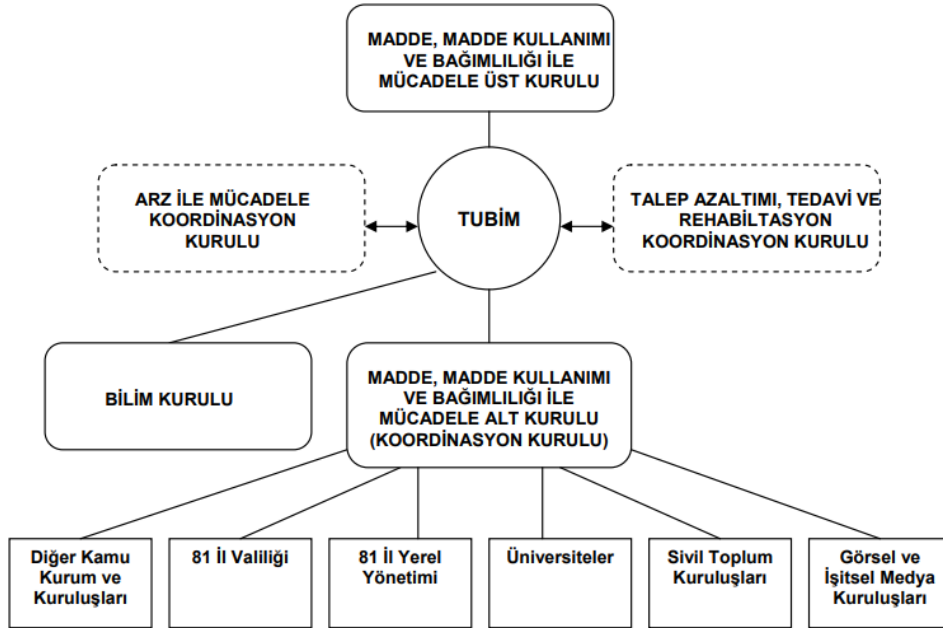 MADDE, MADDE KULLANIMI
VE BAĞIMLILIĞI İLE
MÜCADELE ÜST KURULU
ARZ İLE MÜCADELE
KOORDİNASYON
KURULU
TUBİM
TALEP AZALTIMI, TEDAVİ VE
REHABİLTASYON
KOORDİNASYON KURULU
BİLİM KURULU
MADDE, MADDE KULLANIMI
VE BAĞIMLILIĞI İLE
MÜCADELE ALT KURULU
(KOORDİNASYON KURULU)
Diğer Kamu
Kurum ve
Kuruluşları
81 İl Valiliği
81 İl Yerel
Yönetimi
Üniversiteler
Sivil Toplum
Kuruluşları
Görsel ve
İşitsel Medya
Kuruluşları